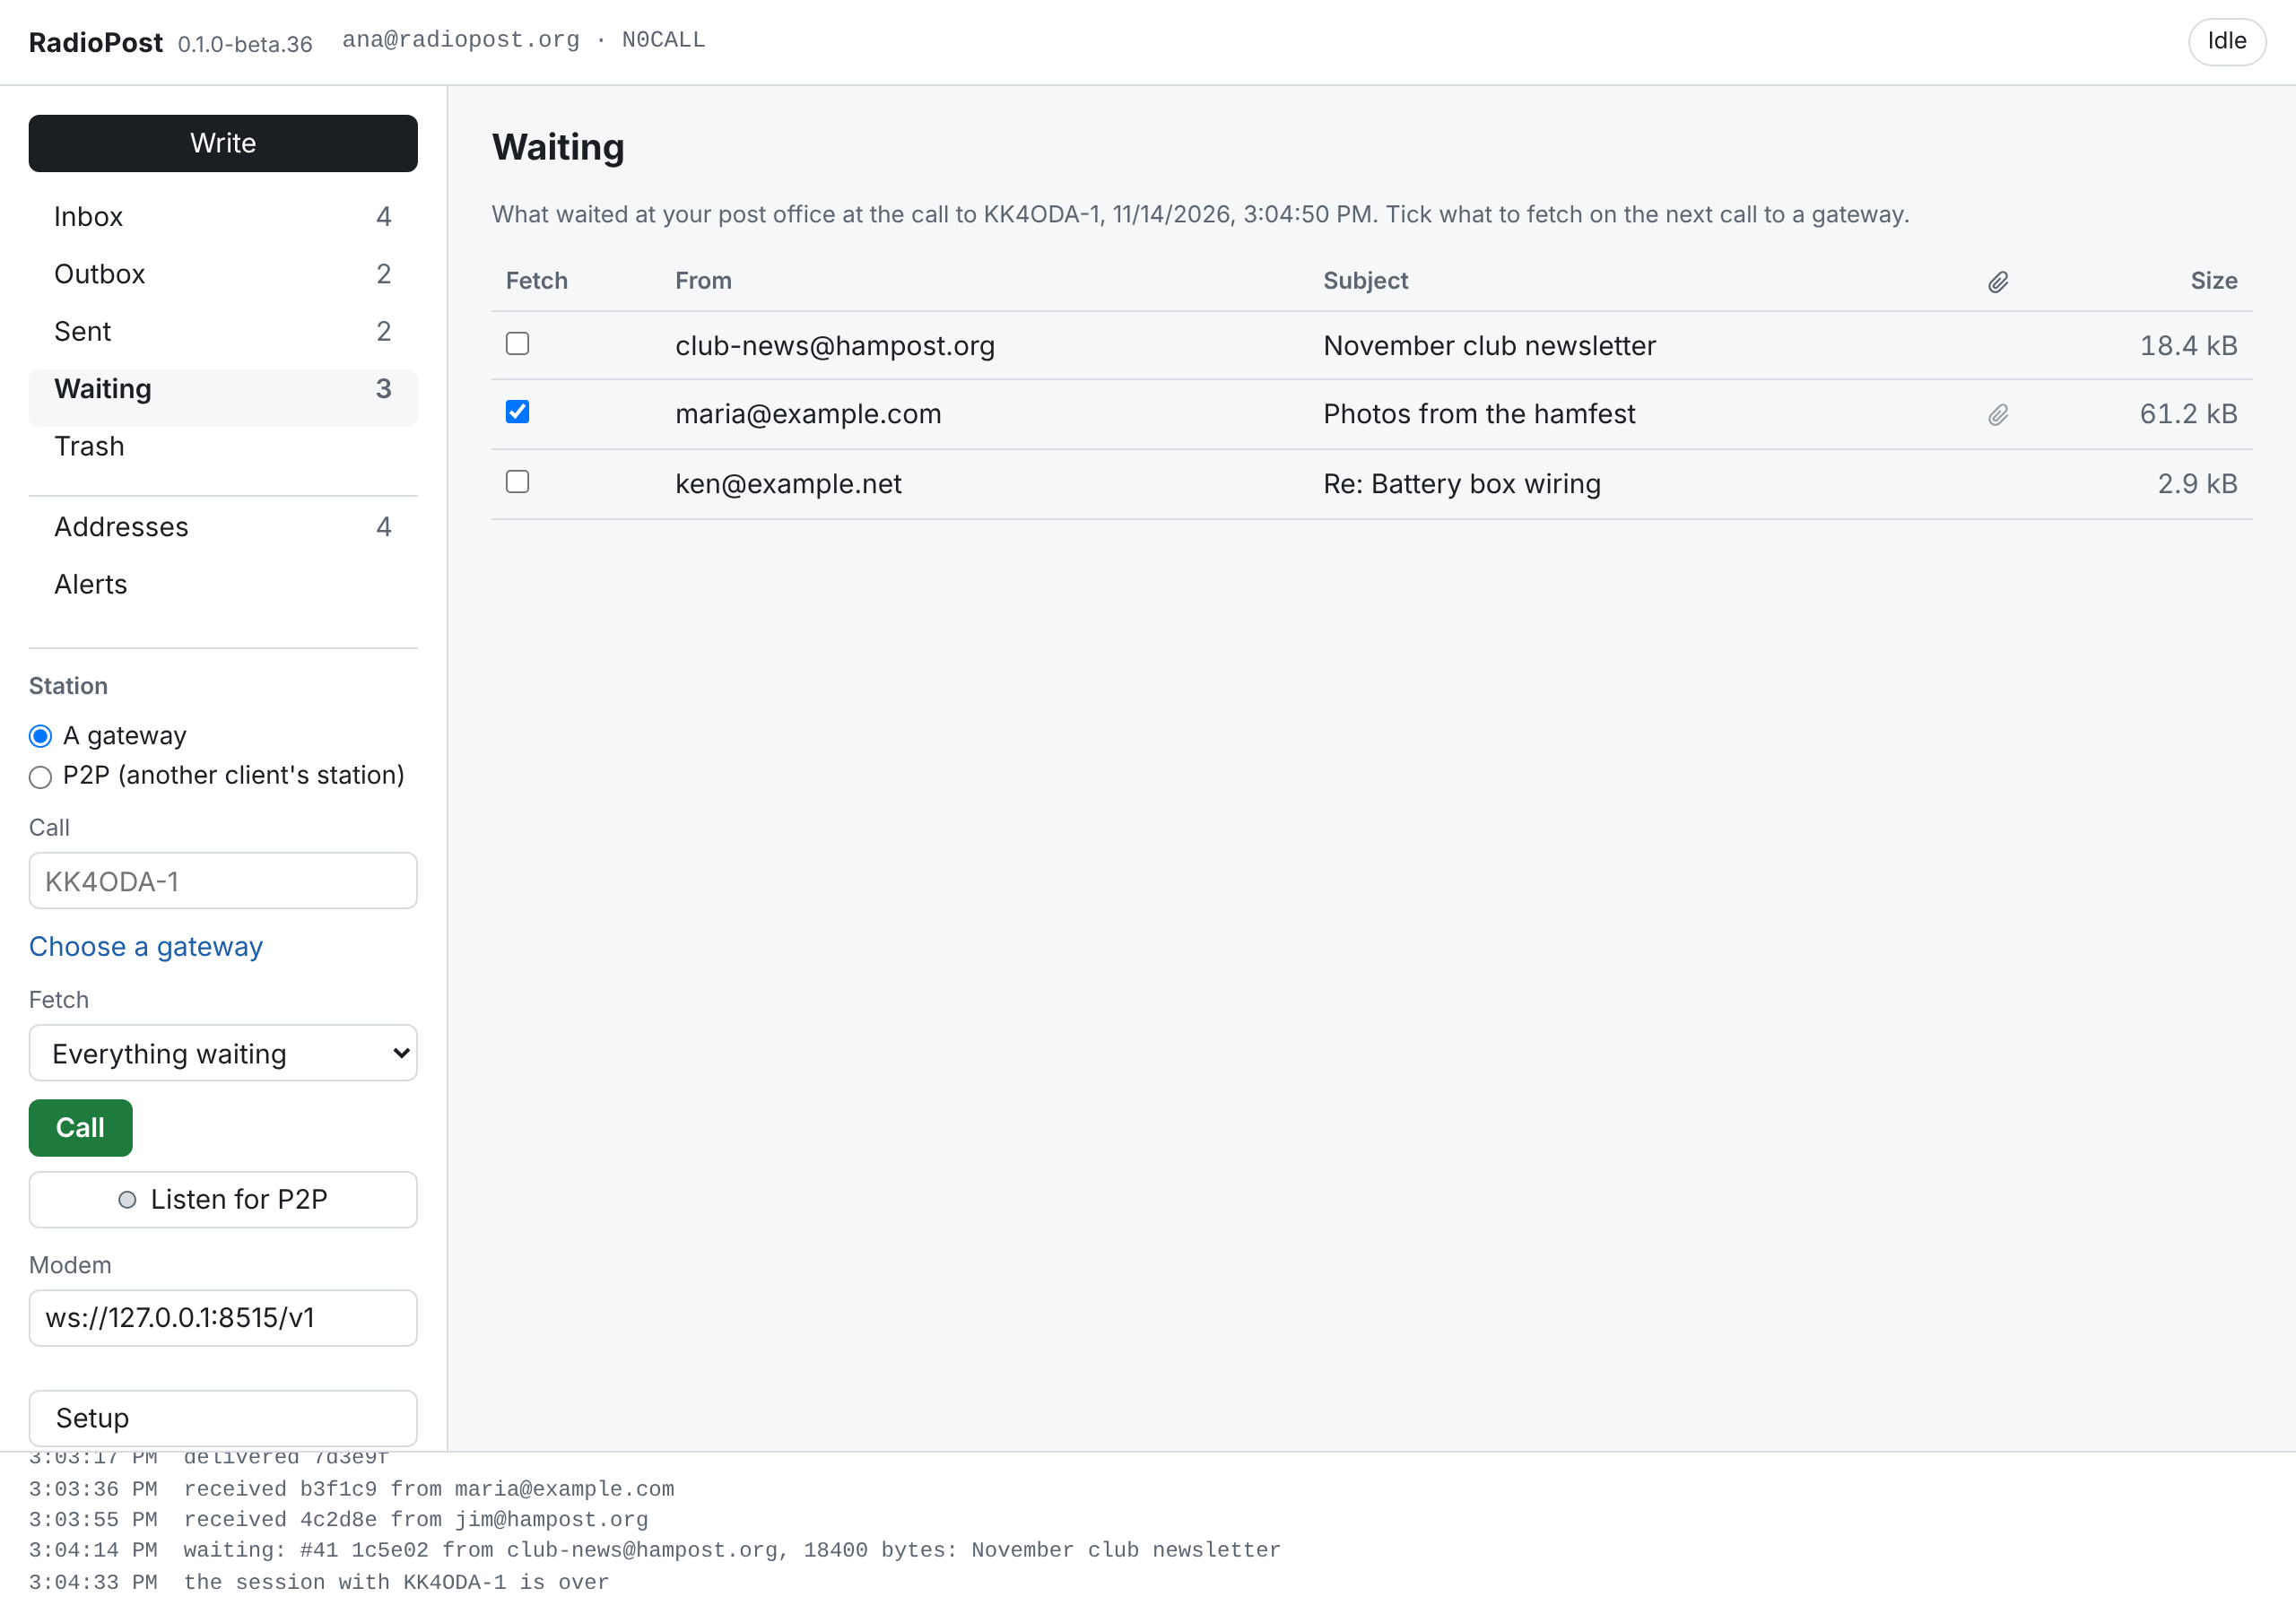 RadioPost 0.1.0-beta.36 ana@radiopost.org · N0CALL Idle
Write
Inbox 4
Outbox 2
Sent 2
Waiting 3
Trash
Addresses 4
Alerts
Station
A gateway
P2P (another client's station)
Call
KK4ODA-1
Choose a gateway
Fetch
Everything waiting
Call
Listen for P2P
Modem
ws://127.0.0.1:8515/v1
Setup
Waiting
What waited at your post office at the call to KK4ODA-1, 11/14/2026, 3:04:50 PM. Tick what to fetch on the next call to a gateway.
Fetch From Subject Size
club-news@hampost.org November club newsletter 18.4 kB
maria@example.com Photos from the hamfest 61.2 kB
ken@example.net Re: Battery box wiring 2.9 kB
3:03:17 PM delivered 7d3e9f
3:03:36 PM received b3f1c9 from maria@example.com
3:03:55 PM received 4c2d8e from jim@hampost.org
3:04:14 PM waiting: #41 1c5e02 from club-news@hampost.org, 18400 bytes: November club newsletter
3:04:33 PM the session with KK4ODA-1 is over